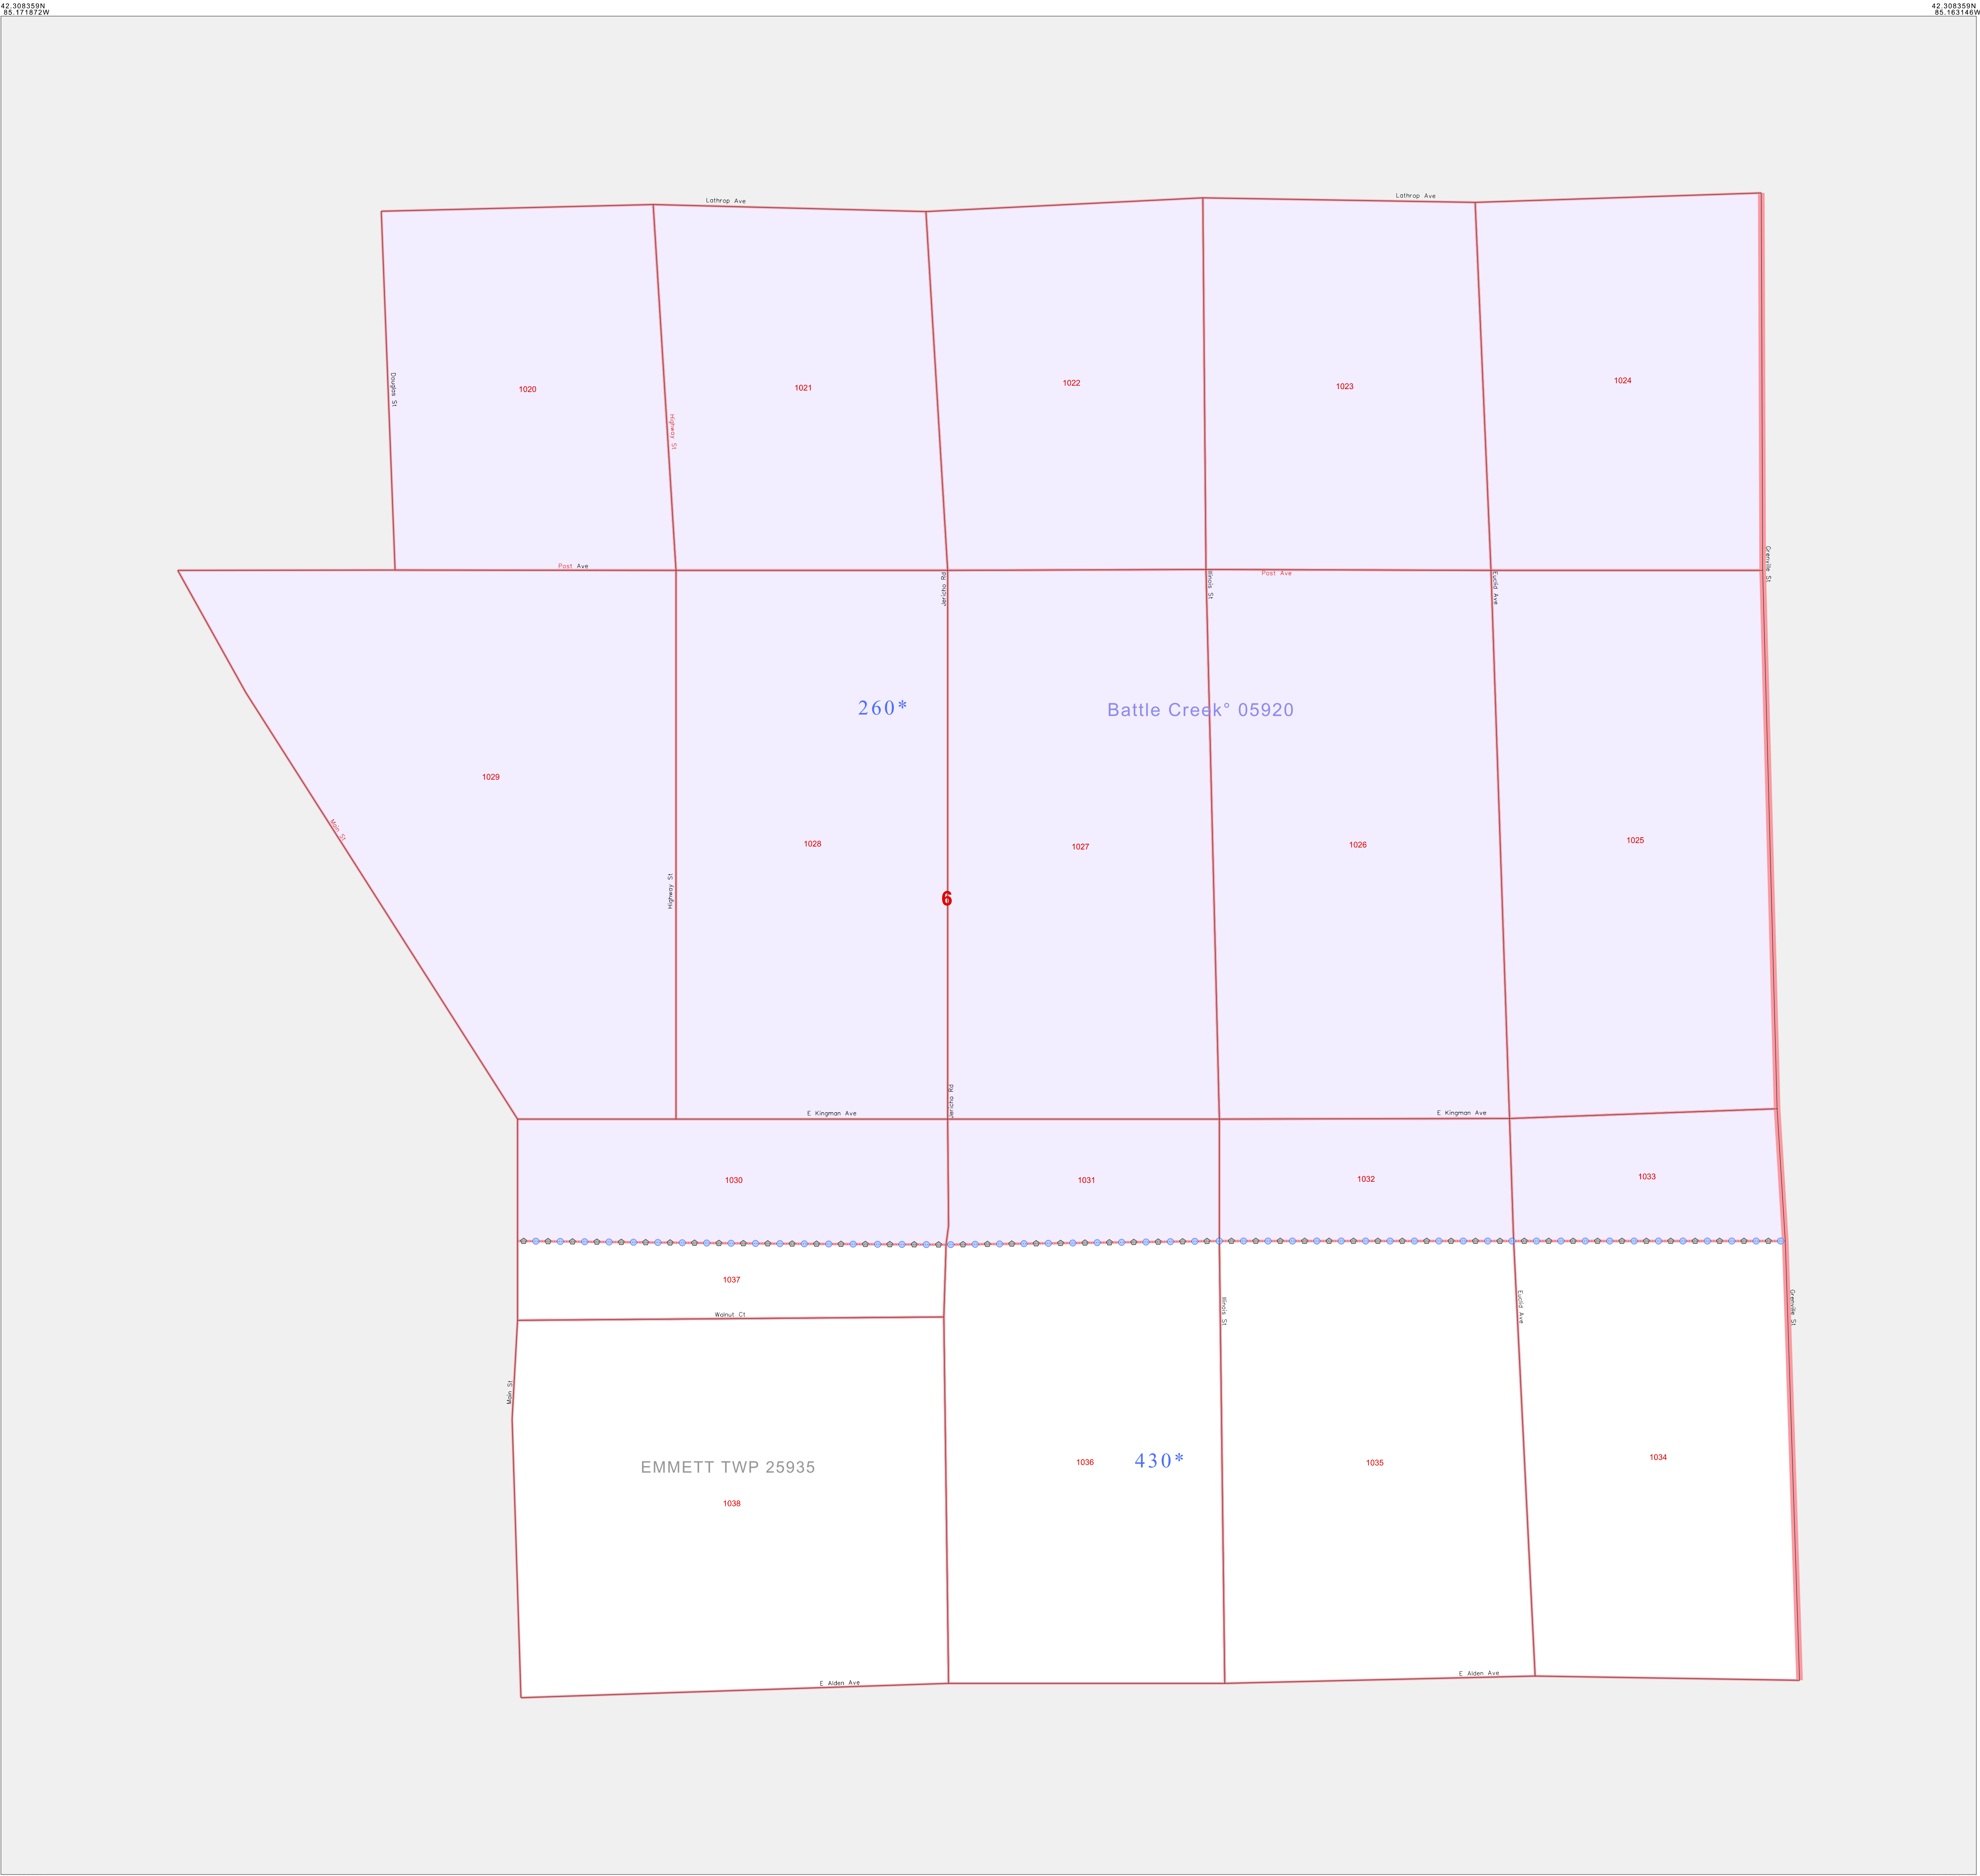 42.308359N
85.171872W
42.308359N
85.163146W
Lathrop Ave
Lathrop Ave
Douglas St
1020
Highway St
1021
1022
1023
1024
Post Ave
Jericho Rd
Illinois St
Post Ave
Euclid Ave
Grenville St
260*
Battle Creek° 05920
1029
Main St
Highway St
1028
1027
1026
1025
6
E Kingman Ave
Jericho Rd
E Kingman Ave
1030
1031
1032
1033
1037
Walnut Ct
Illinois St
Euclid Ave
Grenville St
Main St
EMMETT TWP 25935
1036
430*
1035
1034
1038
E Alden Ave
E Alden Ave